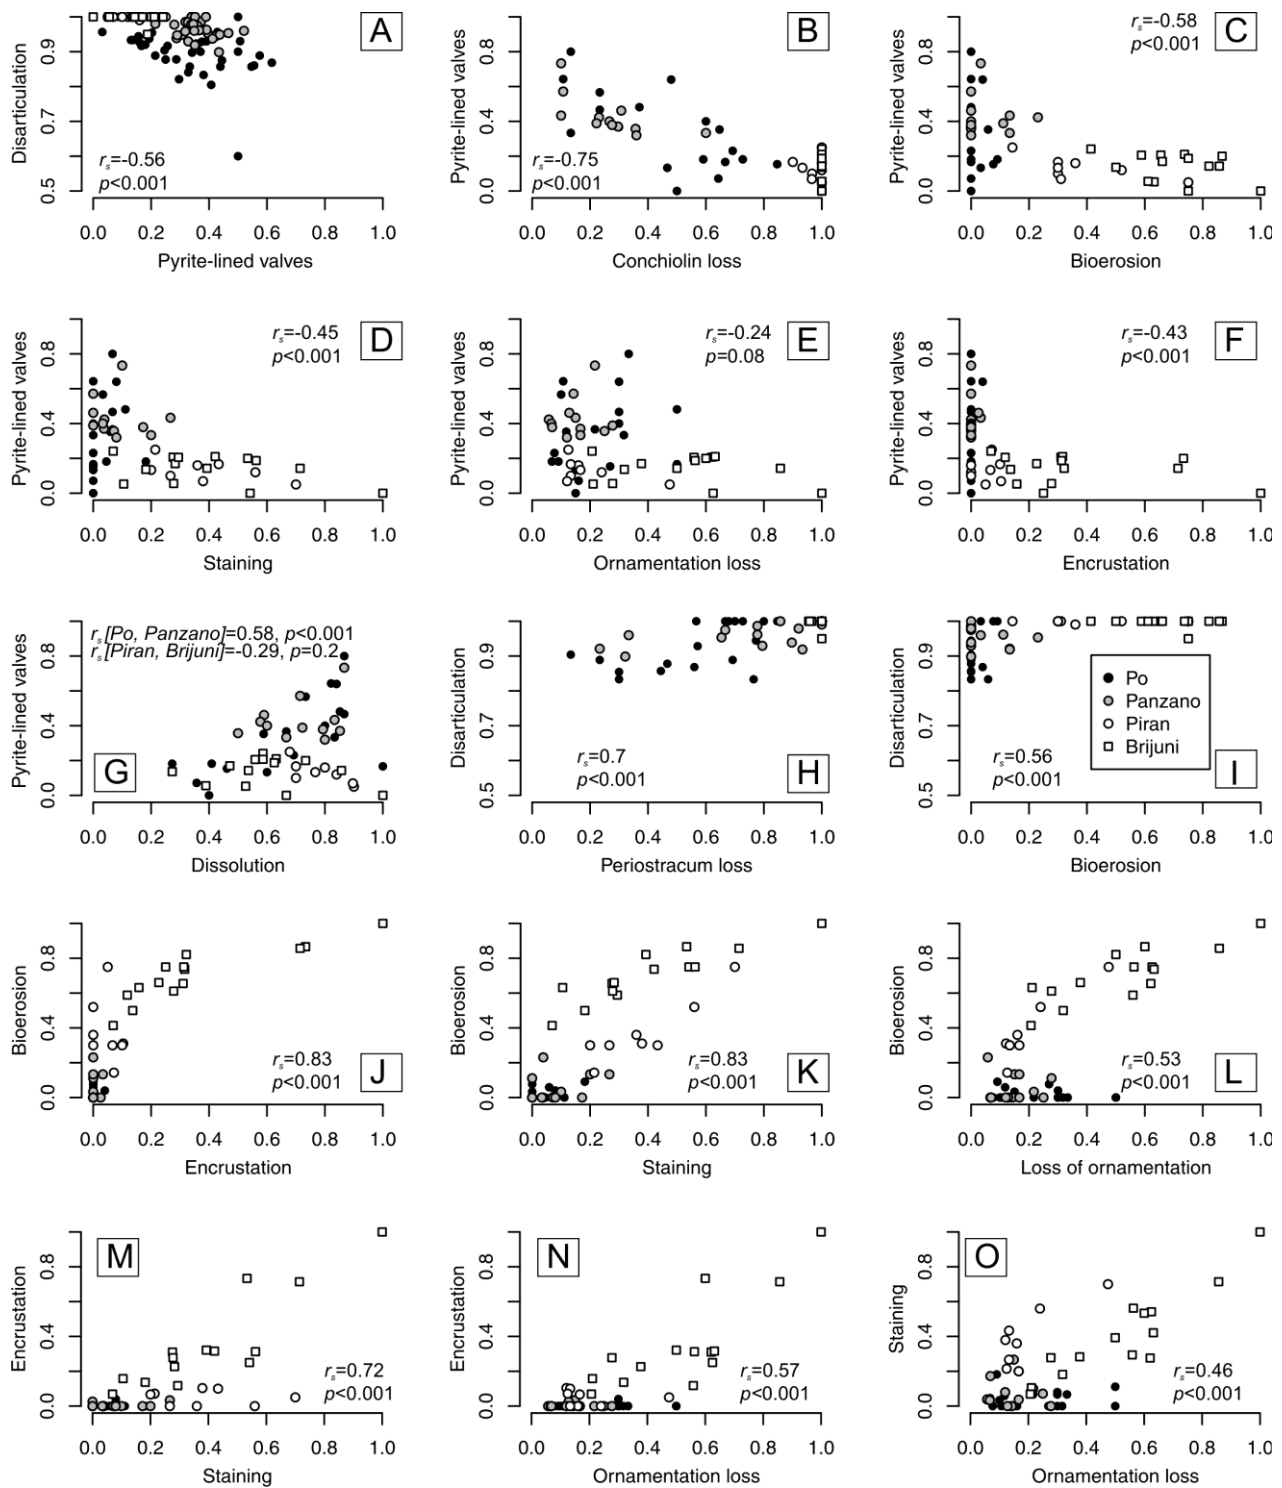 A
Disarticulation
0.5 0.7 0.9
rs=-0.56
p<0.001
0.0 0.2 0.4 0.6 0.8 1.0
Pyrite-lined valves
B
Pyrite-lined valves
0.0 0.4 0.8
rs=-0.75
p<0.001
0.0 0.2 0.4 0.6 0.8 1.0
Conchiolin loss
rs=-0.58
p<0.001
C
Pyrite-lined valves
0.0 0.4 0.8
0.0 0.2 0.4 0.6 0.8 1.0
Bioerosion
rs=-0.45
p<0.001
D
Pyrite-lined valves
0.0 0.4 0.8
0.0 0.2 0.4 0.6 0.8 1.0
Staining
rs=-0.24
p=0.08
E
Pyrite-lined valves
0.0 0.4 0.8
0.0 0.2 0.4 0.6 0.8 1.0
Ornamentation loss
rs=-0.43
p<0.001
F
Pyrite-lined valves
0.0 0.4 0.8
0.0 0.2 0.4 0.6 0.8 1.0
Encrustation
rs[Po, Panzano]=0.58, p<0.001
rs[Piran, Brijuni]=-0.29, p=0.2
G
Pyrite-lined valves
0.0 0.4 0.8
0.0 0.2 0.4 0.6 0.8 1.0
Dissolution
Disarticulation
0.5 0.7 0.9
rs=0.7
p<0.001
H
0.0 0.2 0.4 0.6 0.8 1.0
Periostracum loss
Disarticulation
0.5 0.7 0.9
Po
Panzano
Piran
Brijuni
rs=0.56
p<0.001
I
0.0 0.2 0.4 0.6 0.8 1.0
Bioerosion
Bioerosion
0.0 0.4 0.8
rs=0.83
p<0.001
J
0.0 0.2 0.4 0.6 0.8 1.0
Encrustation
Bioerosion
0.0 0.4 0.8
rs=0.83
p<0.001
K
0.0 0.2 0.4 0.6 0.8 1.0
Staining
Bioerosion
0.0 0.4 0.8
rs=0.53
p<0.001
L
0.0 0.2 0.4 0.6 0.8 1.0
Loss of ornamentation
M
Encrustation
0.0 0.4 0.8
rs=0.72
p<0.001
0.0 0.2 0.4 0.6 0.8 1.0
Staining
N
Encrustation
0.0 0.4 0.8
rs=0.57
p<0.001
0.0 0.2 0.4 0.6 0.8 1.0
Ornamentation loss
O
Staining
0.0 0.4 0.8
rs=0.46
p<0.001
0.0 0.2 0.4 0.6 0.8 1.0
Ornamentation loss